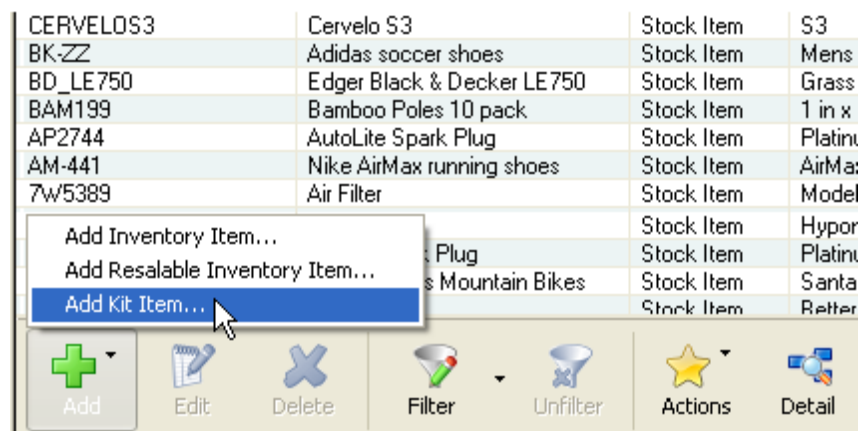 CERVELOS3 Cervelo S3 Stock Item S3
BK-ZZ Adidas soccer shoes Stock Item Mens
BD_LE750 Edger Black & Decker LE750 Stock Item Grass
BAM199 Bamboo Poles 10 pack Stock Item 1 in x
AP2744 AutoLite Spark Plug Stock Item Platinu
AM-441 Nike AirMax running shoes Stock Item AirMax
7W5389 Air Filter Stock Item Model
Stock Item Hypor
Add Inventory Item...
Plug Stock Item Platinu
Add Resalable Inventory Item...
s Mountain Bikes Stock Item Santa
Add Kit Item...
Stock Item Better
Add Edit Delete Filter Unfilter Actions Detail